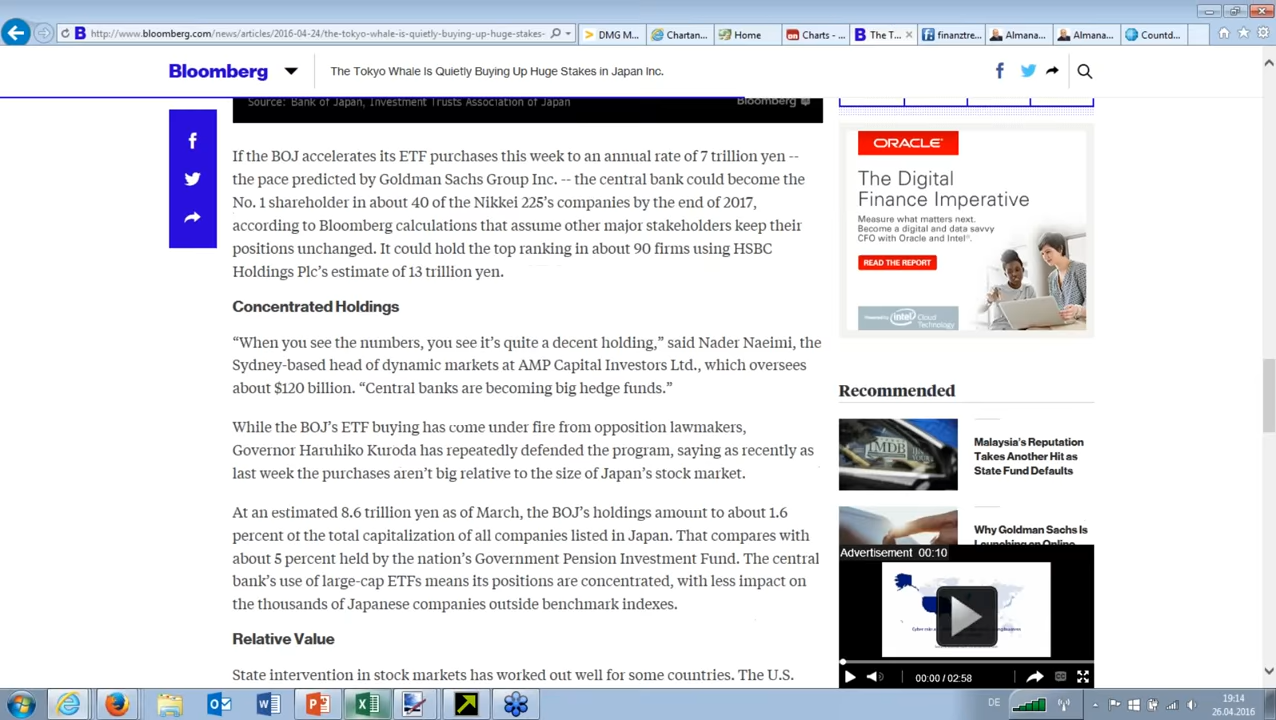 http://www.bloomberg.com/news/articles/2016-04-24/the-tokyo-whale-is-quietly-buying-up-huge-stakes-
DMG M...
Chartan...
Home
Charts -...
The T...
finanztre...
Almana...
Almana...
Countd...
Bloomberg
The Tokyo Whale Is Quietly Buying Up Huge Stakes in Japan Inc.
Source: Bank of Japan, Investment Trusts Association of Japan
Bloomberg
If the BOJ accelerates its ETF purchases this week to an annual rate of 7 trillion yen --
the pace predicted by Goldman Sachs Group Inc. -- the central bank could become the
No. 1 shareholder in about 40 of the Nikkei 225's companies by the end of 2017,
according to Bloomberg calculations that assume other major stakeholders keep their
positions unchanged. It could hold the top ranking in about 90 firms using HSBC
Holdings Plc's estimate of 13 trillion yen.
Concentrated Holdings
“When you see the numbers, you see it's quite a decent holding,” said Nader Naeimi, the
Sydney-based head of dynamic markets at AMP Capital Investors Ltd., which oversees
about $120 billion. “Central banks are becoming big hedge funds.”
While the BOJ's ETF buying has come under fire from opposition lawmakers,
Governor Haruhiko Kuroda has repeatedly defended the program, saying as recently as
last week the purchases aren't big relative to the size of Japan's stock market.
At an estimated 8.6 trillion yen as of March, the BOJ's holdings amount to about 1.6
percent of the total capitalization of all companies listed in Japan. That compares with
about 5 percent held by the nation's Government Pension Investment Fund. The central
bank's use of large-cap ETFs means its positions are concentrated, with less impact on
the thousands of Japanese companies outside benchmark indexes.
Relative Value
State intervention in stock markets has worked out well for some countries. The U.S.
ORACLE
The Digital
Finance Imperative
Measure what matters next.
Become a digital and data savvy
CFO with Oracle and Intel®.
READ THE REPORT
Powered by
intel
Cloud
Technology
Recommended
1MDB
Malaysia's Reputation
Takes Another Hit as
State Fund Defaults
Why Goldman Sachs Is
Launching an Online
Advertisement 00:10
00:00 / 02:58
CC
DE
19:14
26.04.2016